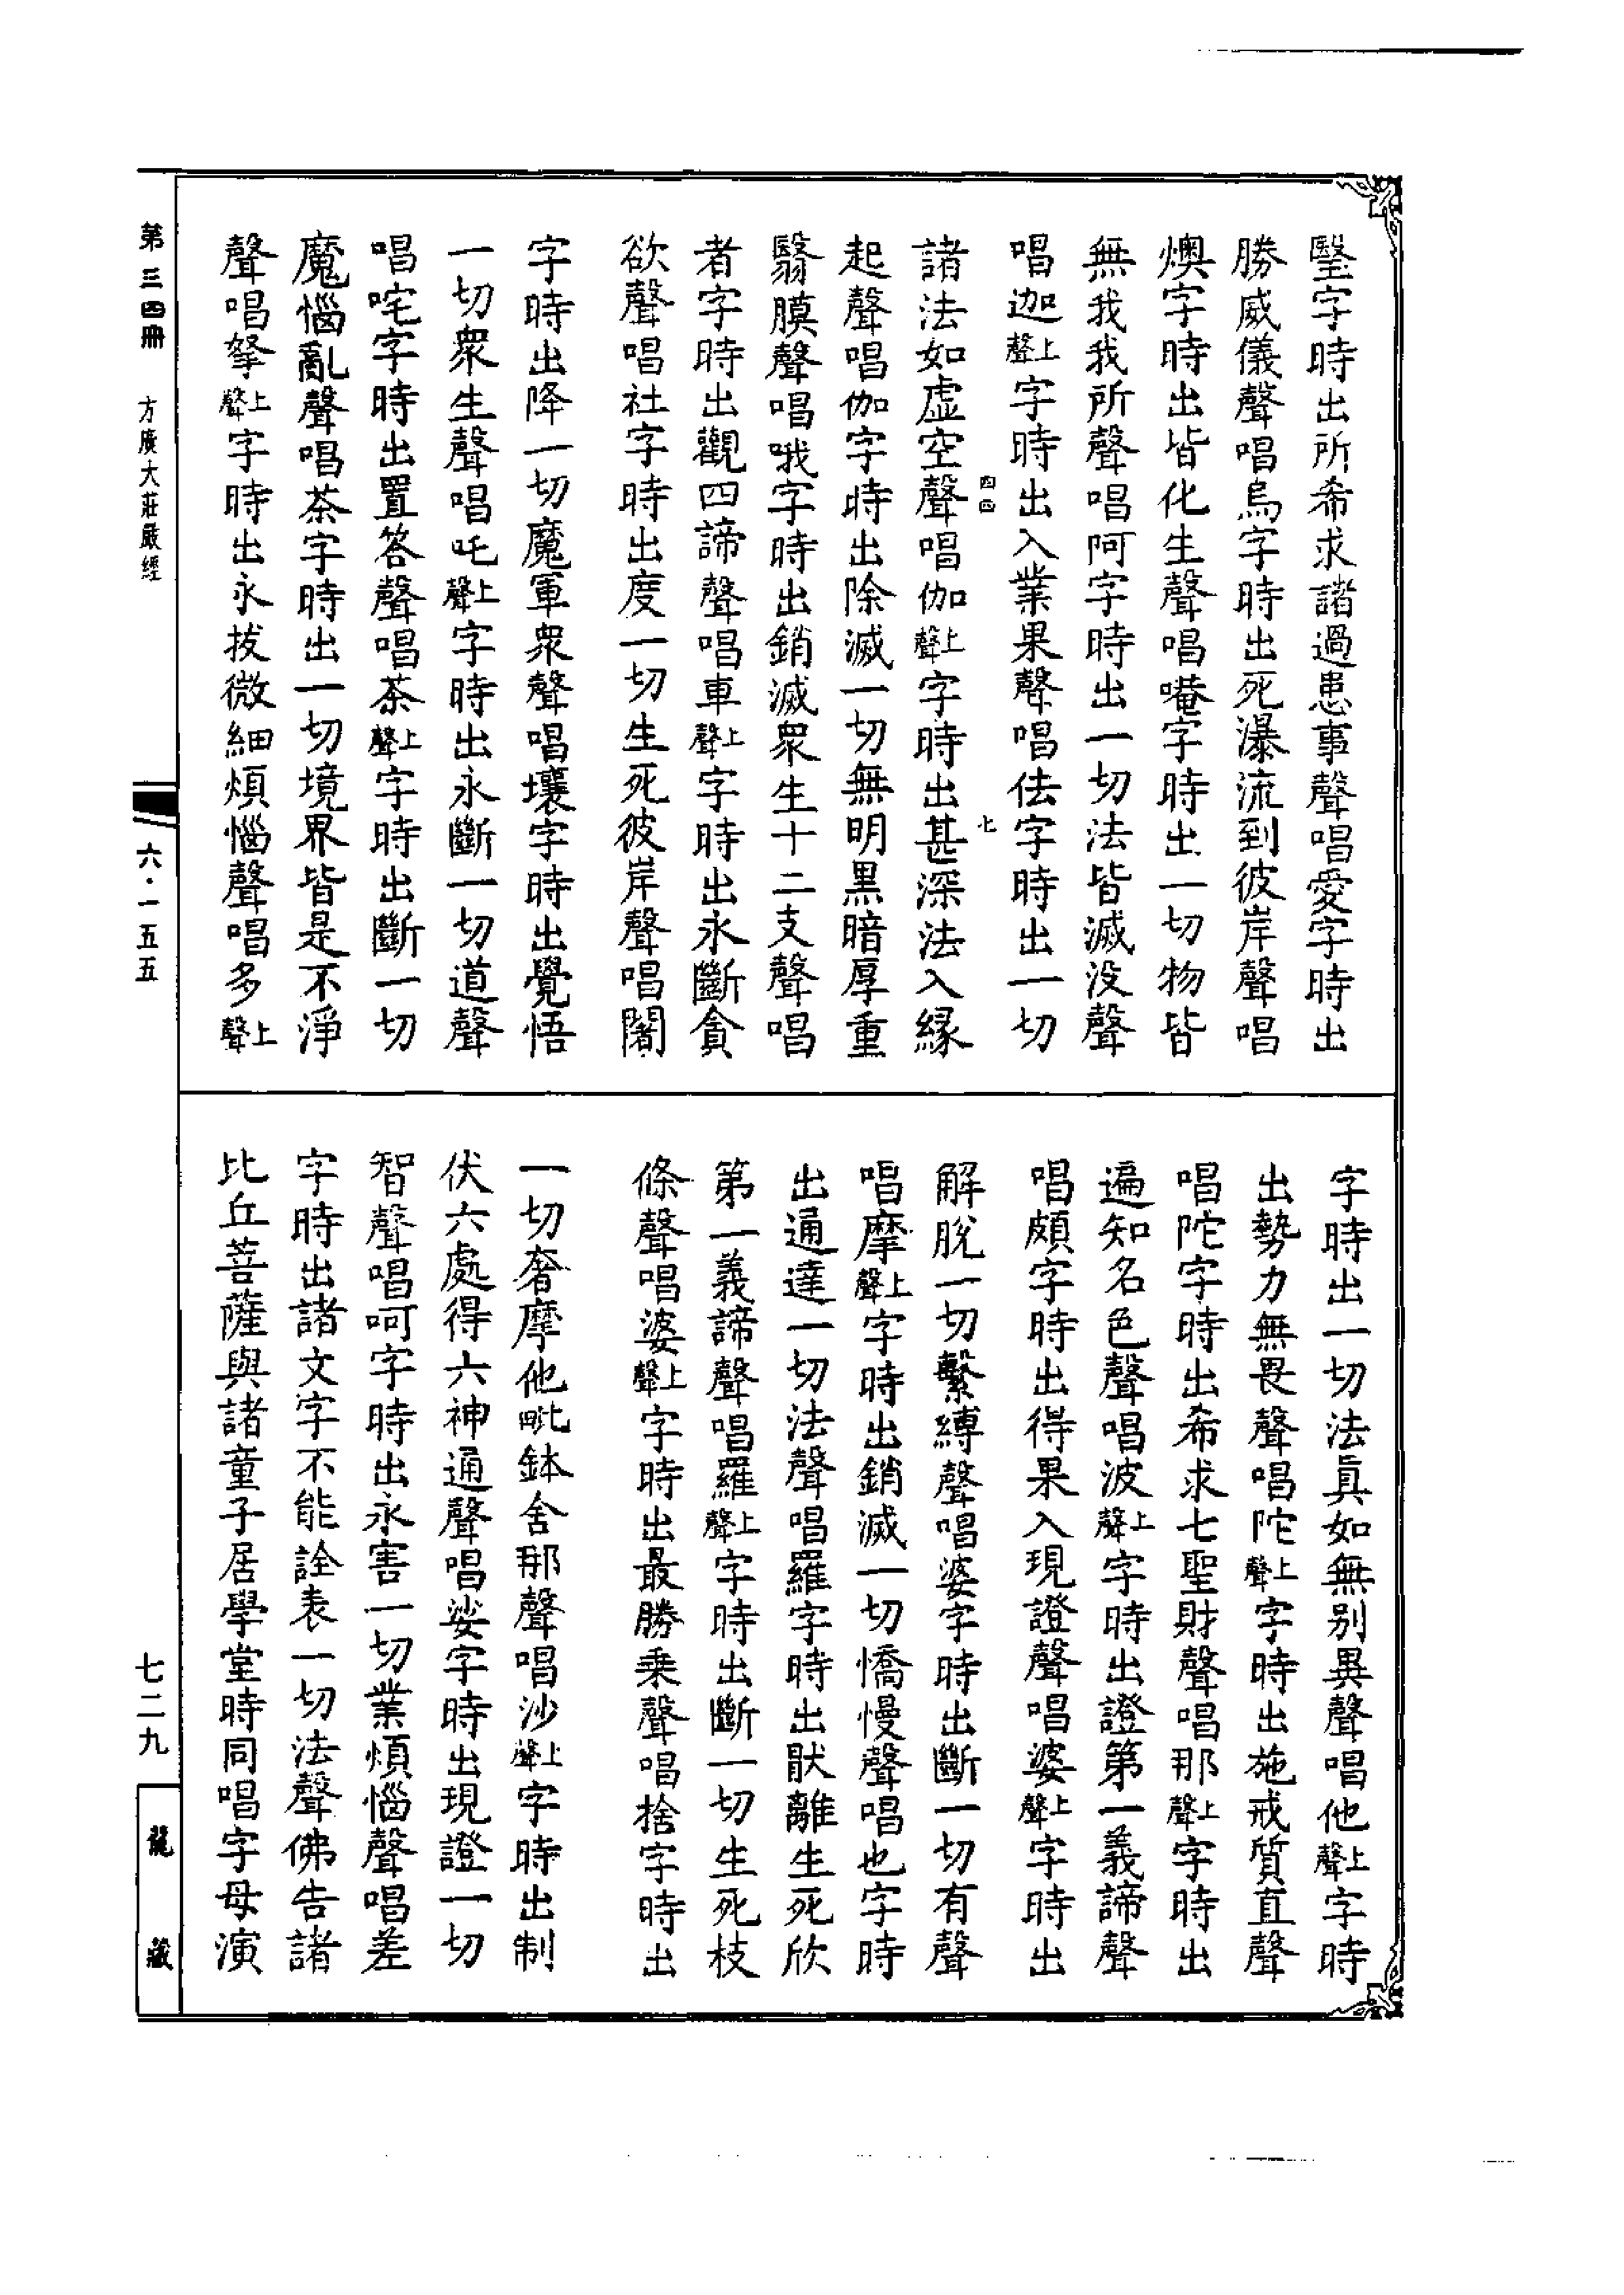 翳字時出所希求諸過患事聲唱愛字時出
勝威儀聲唱烏字時出死瀑流到彼岸聲唱
燠字時出皆化生聲唱唵字時出一切物皆
無我我所聲唱阿字時出一切法皆滅没聲
唱迦上聲字時出入業果聲唱佉字時出一切
四四 七
諸法如虛空聲唱伽上聲字時出甚深法入緣
起聲唱伽字時出除滅一切無明黑暗厚重
翳膜聲唱哦字時出銷滅眾生十二支聲唱
者字時出觀四諦聲唱車上聲字時出永斷貪
欲聲唱社字時出度一切生死彼岸聲唱闍
字時出降一切魔軍眾聲唱壤字時出覺悟
一切眾生聲唱吒上聲字時出永斷一切道聲
唱咤字時出置答聲唱茶上聲字時出斷一切
魔惱亂聲唱茶字時出一切境界皆是不淨
聲唱拏上聲字時出永拔微細煩惱聲唱多上聲
字時出一切法真如無別異聲唱他上聲字時
出勢力無畏聲唱陀上聲字時出施戒質直聲
唱陀字時出希求七聖財聲唱那上聲字時出
遍知名色聲唱波上聲字時出證第一義諦聲
唱頗字時出得果入現證聲唱婆上聲字時出
解脫一切繫縛聲唱婆字時出斷一切有聲
唱摩上聲字時出銷滅一切憍慢聲唱也字時
出通達一切法聲唱羅字時出猒離生死欣
第一義諦聲唱羅上聲字時出斷一切生死枝
條聲唱婆上聲字時出最勝乘聲唱捨字時出
一切奢摩他毗鉢舍那聲唱沙上聲字時出制
伏六處得六神通聲唱娑字時出現證一切
智聲唱呵字時出永害一切業煩惱聲唱差
字時出諸文字不能詮表一切法聲佛告諸
比丘菩薩與諸童子居學堂時同唱字母演
第三四冊 方廣大莊嚴經 六·一五五 七二九 龍藏